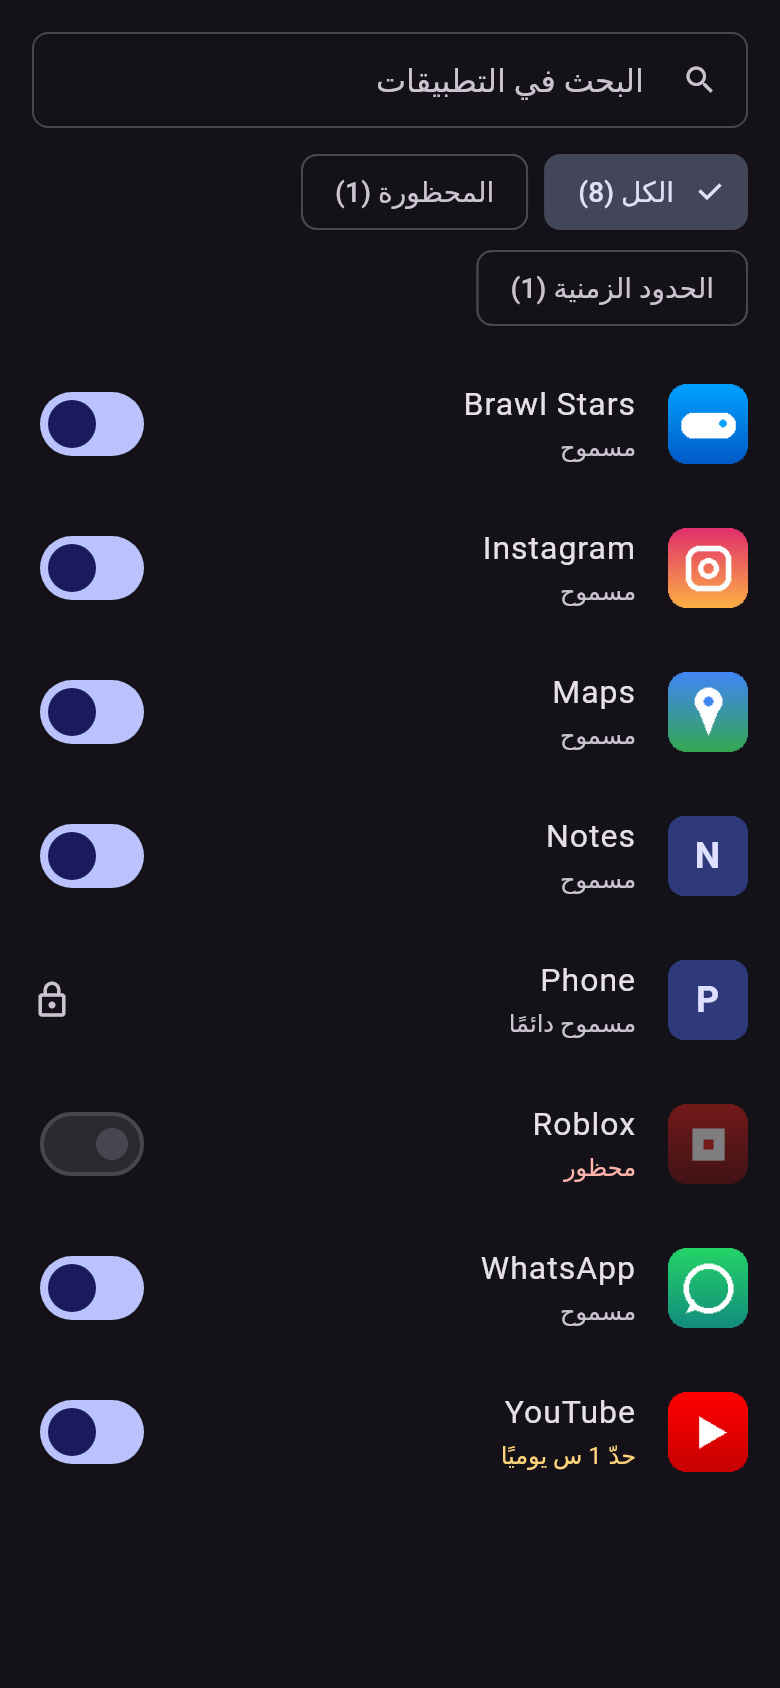 البحث في التطبيقات
الكل (8)
المحظورة (1)
الحدود الزمنية (1)
Brawl Stars
مسموح
Instagram
مسموح
Maps
مسموح
N
Notes
مسموح
P
Phone
مسموح دائمًا
Roblox
محظور
WhatsApp
مسموح
YouTube
حدّ 1 س يوميًا